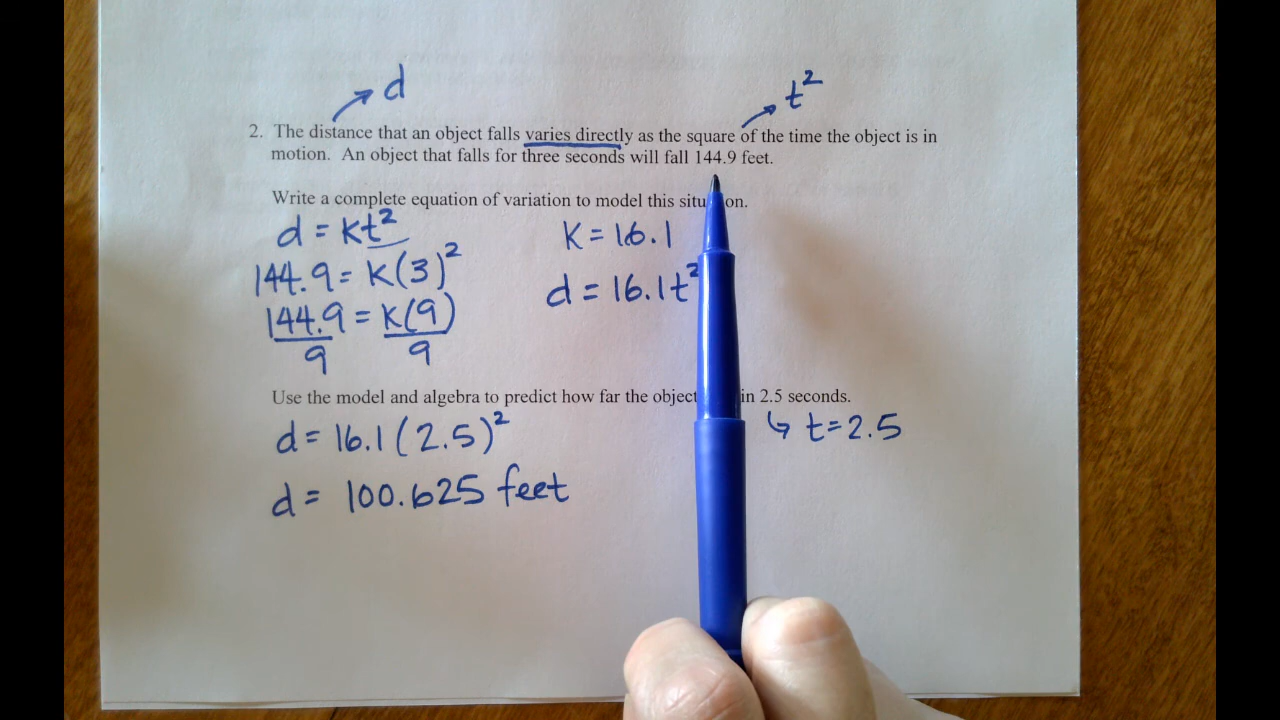 d
t²
2. The distance that an object falls varies directly as the square of the time the object is in
motion. An object that falls for three seconds will fall 144.9 feet.
Write a complete equation of variation to model this situ on.
d = kt²
144.9 = k(3)²
144.9 = k(9)
9 9
k = 16.1
d = 16.1t²
Use the model and algebra to predict how far the object in 2.5 seconds.
↳ t = 2.5
d = 16.1(2.5)²
d = 100.625 feet